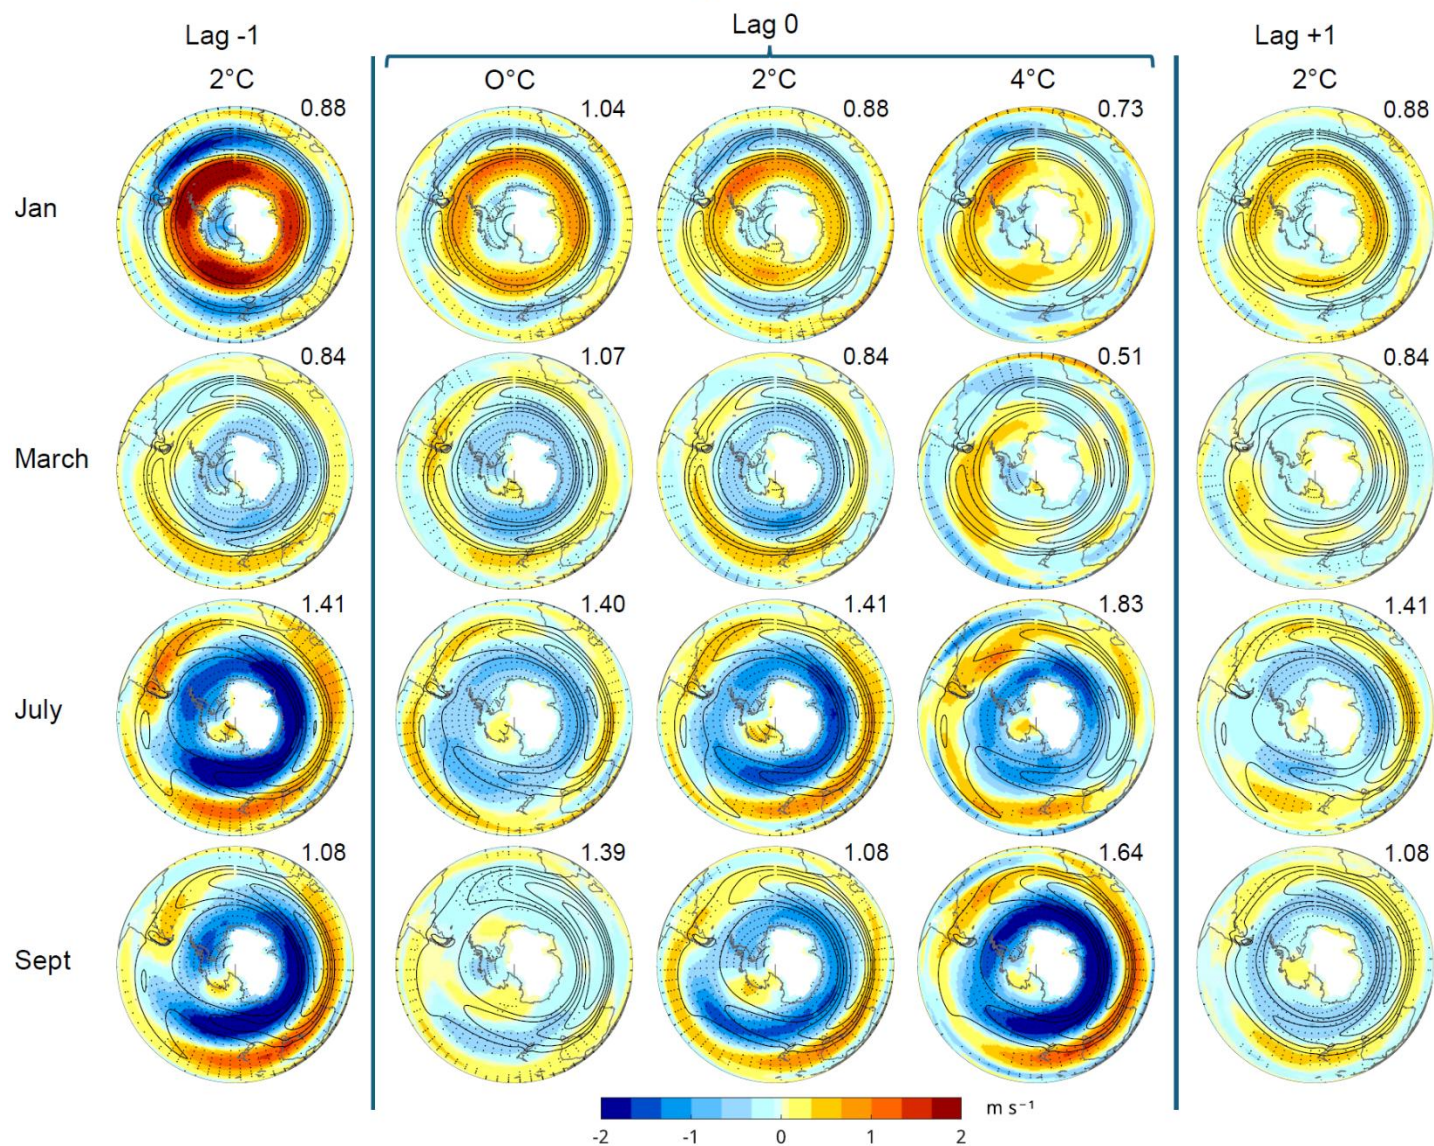 Lag -1 Lag 0 Lag +1
2°C O°C 2°C 4°C 2°C
0.88 1.04 0.88 0.73 0.88
Jan
0.84 1.07 0.84 0.51 0.84
March
1.41 1.40 1.41 1.83 1.41
July
1.08 1.39 1.08 1.64 1.08
Sept
m s⁻¹
-2 -1 0 1 2